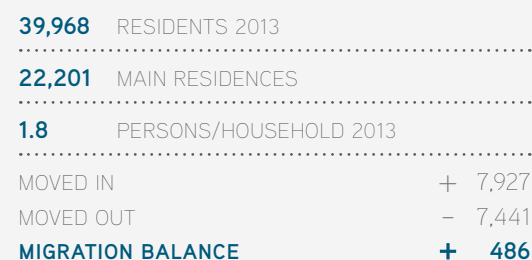 39,968 RESIDENTS 2013
22,201 MAIN RESIDENCES
1.8 PERSONS/HOUSEHOLD 2013
MOVED IN + 7,927
MOVED OUT – 7,441
MIGRATION BALANCE + 486